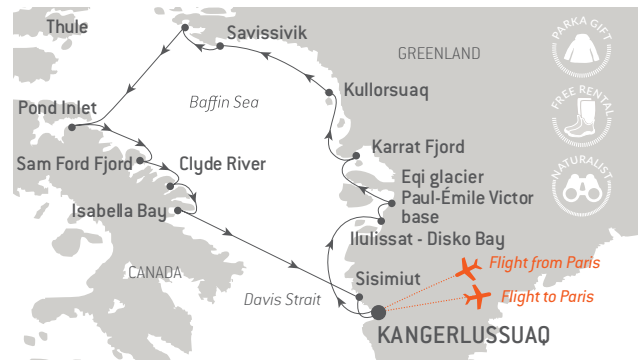 Thule
Savissivik
GREENLAND
PARKA GIFT
Baffin Sea
Kullorsuaq
Pond Inlet
FREE RENTAL
Karrat Fjord
Sam Ford Fjord
Clyde River
Eqi glacier
Paul-Émile Victor
base
NATURALIST
Isabella Bay
Ilulissat - Disko Bay
CANADA
Sisimiut
Flight from Paris
Davis Strait
Flight to Paris
KANGERLUSSUAQ